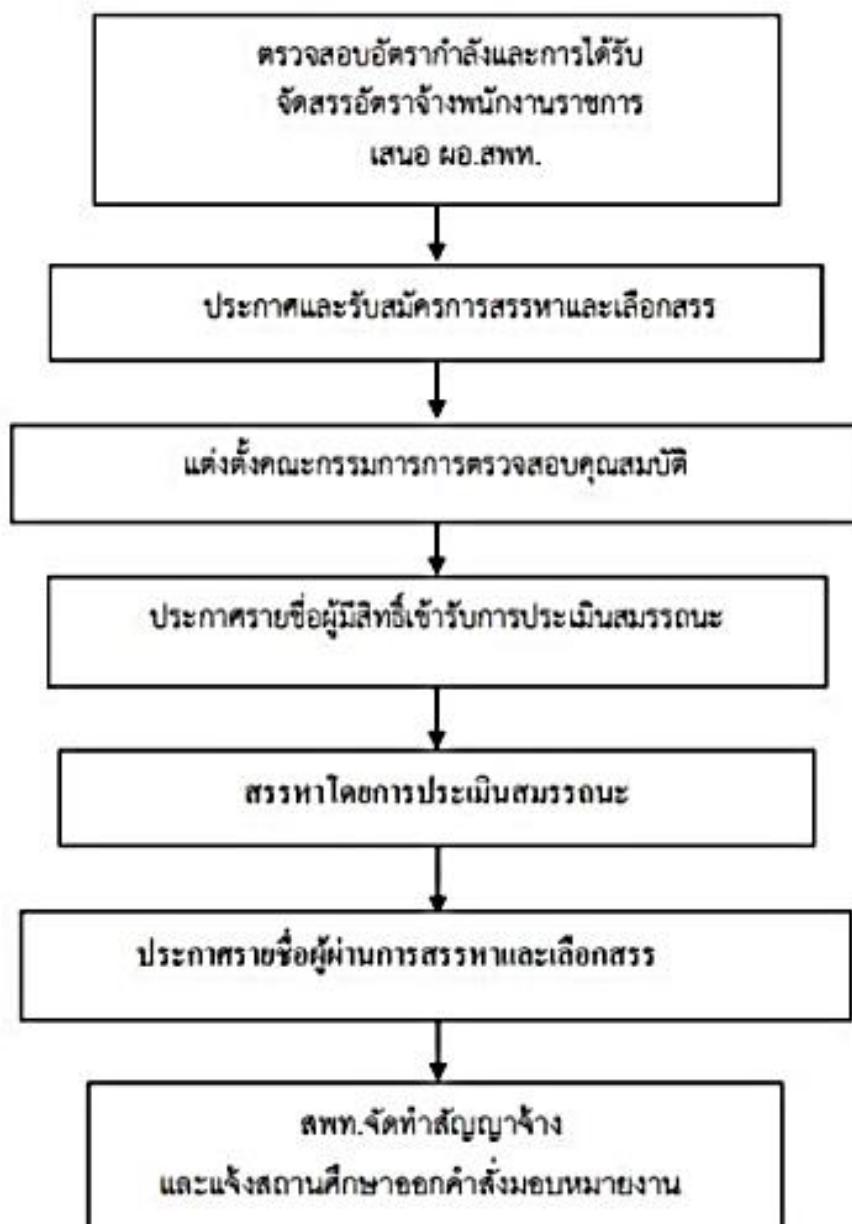 ตรวจสอบอัตรากำลังและการได้รับ
จัดสรรอัตราจ้างพนักงานราชการ
เสนอ ผอ.สพท.
ประกาศและรับสมัครการสรรหาและเลือกสรร
แต่งตั้งคณะกรรมการการตรวจสอบคุณสมบัติ
ประกาศรายชื่อผู้มีสิทธิ์เข้ารับการประเมินสมรรถนะ
สรรหาโดยการประเมินสมรรถนะ
ประกาศรายชื่อผู้ผ่านการสรรหาและเลือกสรร
สพท.จัดทำสัญญาจ้าง
และแจ้งสถานศึกษาออกคำสั่งมอบหมายงาน